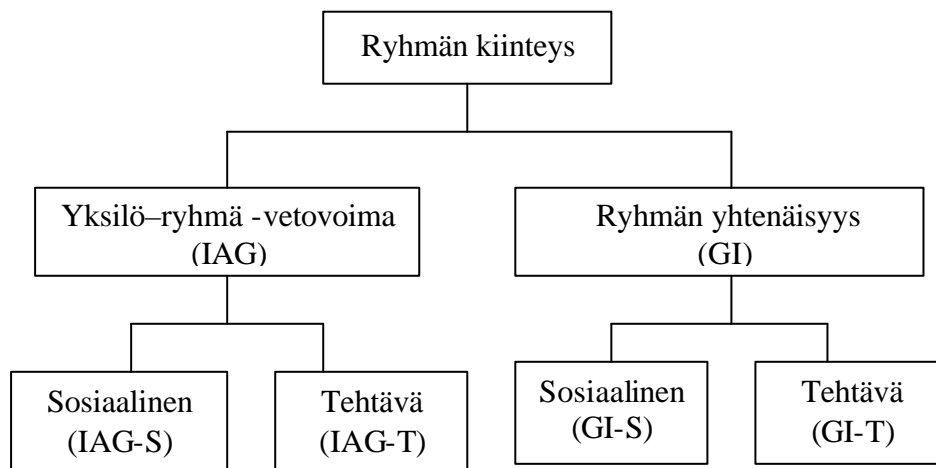 Ryhmän kiinteys
Yksilö–ryhmä -vetovoima
(IAG)
Ryhmän yhtenäisyys
(GI)
Sosiaalinen
(IAG-S)
Tehtävä
(IAG-T)
Sosiaalinen
(GI-S)
Tehtävä
(GI-T)